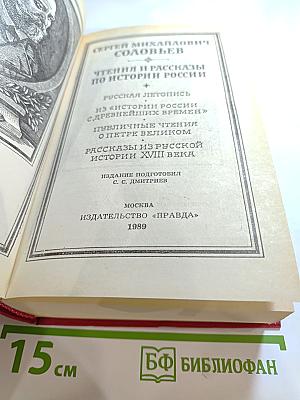 СЕРГЕЙ МИХАЙЛОВИЧ
СОЛОВЬЕВ
ЧТЕНИЯ И РАССКАЗЫ
ПО ИСТОРИИ РОССИИ
РУССКАЯ ЛЕТОПИСЬ
ИЗ «ИСТОРИИ РОССИИ
С ДРЕВНЕЙШИХ ВРЕМЕН»
ПУБЛИЧНЫЕ ЧТЕНИЯ
О ПЕТРЕ ВЕЛИКОМ
РАССКАЗЫ ИЗ РУССКОЙ
ИСТОРИИ XVIII ВЕКА
ИЗДАНИЕ ПОДГОТОВИЛ
С. С. ДМИТРИЕВ
МОСКВА
ИЗДАТЕЛЬСТВО «ПРАВДА»
1989
15 СМ
БФ БИБЛИОФАН